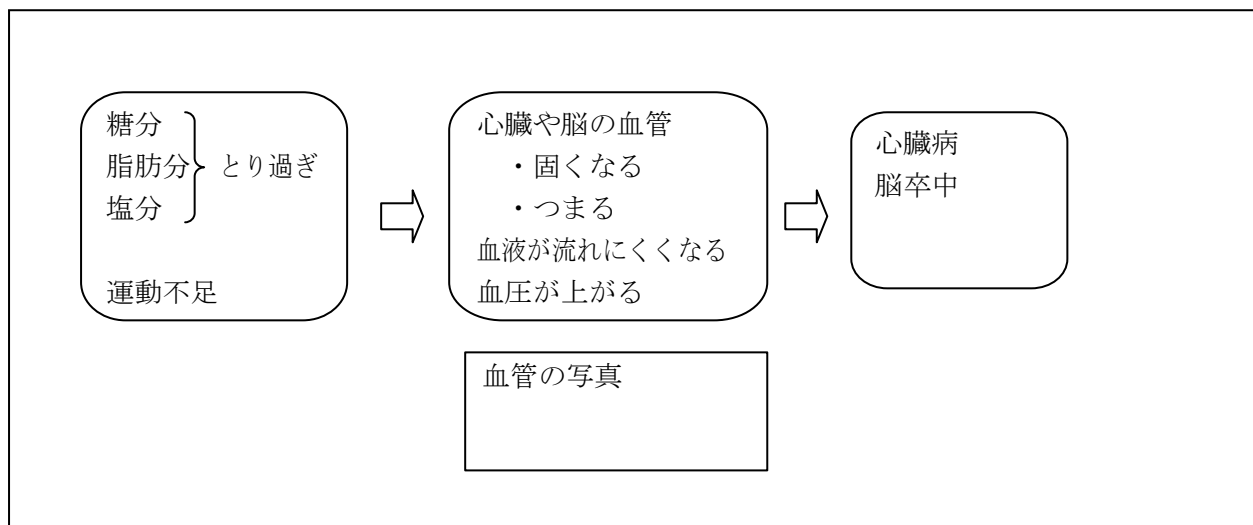 糖分
脂肪分 とり過ぎ
塩分
運動不足
心臓や脳の血管
・固くなる
・つまる
血液が流れにくくなる
血圧が上がる
心臓病
脳卒中
血管の写真